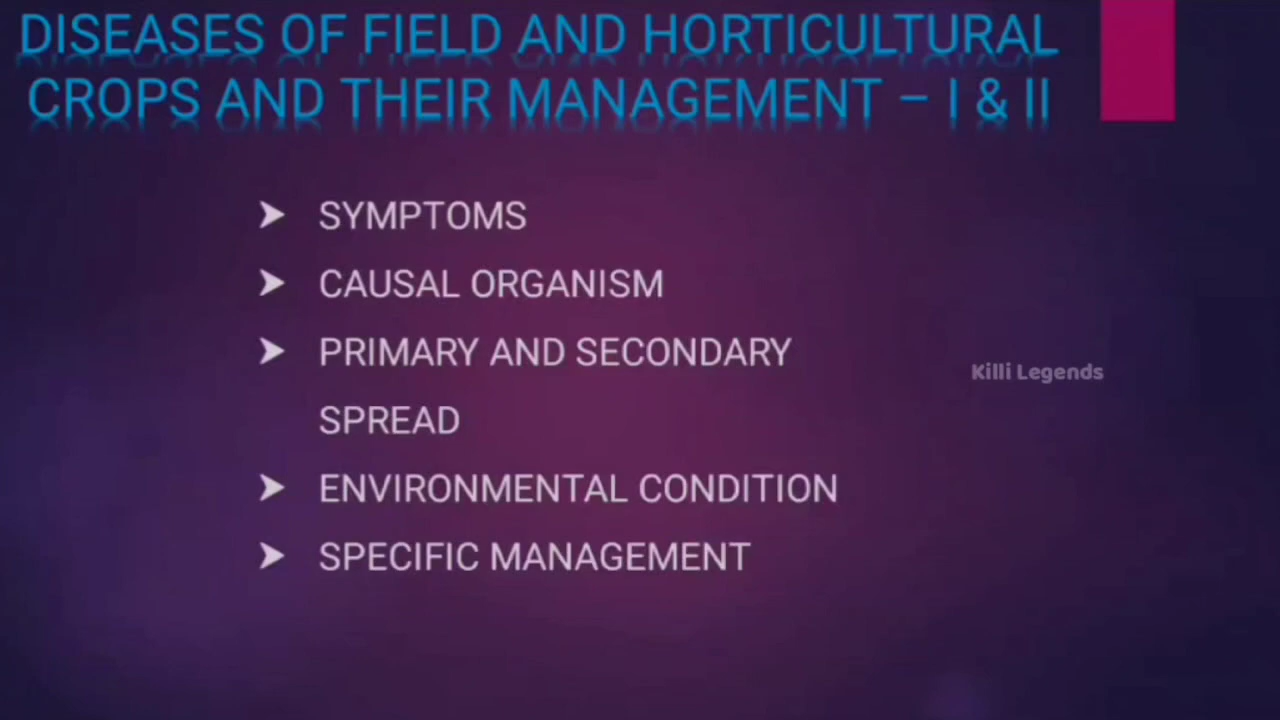 DISEASES OF FIELD AND HORTICULTURAL
CROPS AND THEIR MANAGEMENT – I & II
➤ SYMPTOMS
➤ CAUSAL ORGANISM
➤ PRIMARY AND SECONDARY
SPREAD
Killi Legends
➤ ENVIRONMENTAL CONDITION
➤ SPECIFIC MANAGEMENT